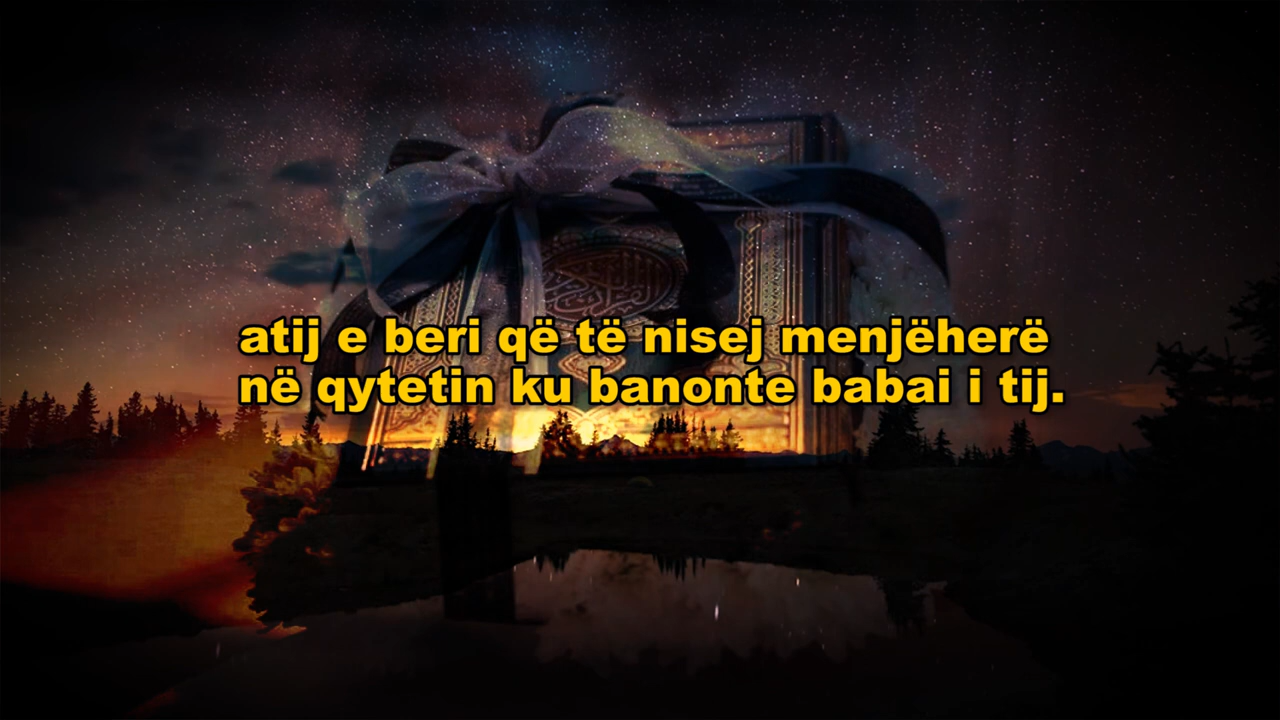 atij e beri që të nisej menjëherë
në qytetin ku banonte babai i tij.